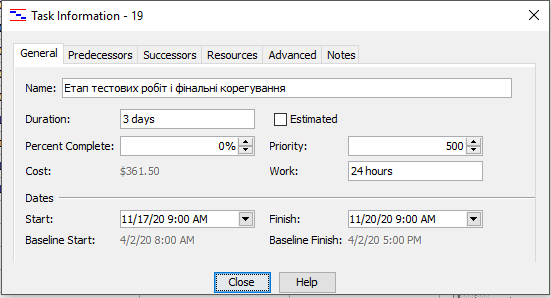 Task Information - 19
General Predecessors Successors Resources Advanced Notes
Name: Етап тестових робіт і фінальні корегування
Duration: 3 days Estimated
Percent Complete: 0% Priority: 500
Cost: $361.50 Work: 24 hours
Dates
Start: 11/17/20 9:00 AM Finish: 11/20/20 9:00 AM
Baseline Start: 4/2/20 8:00 AM Baseline Finish: 4/2/20 5:00 PM
Close Help